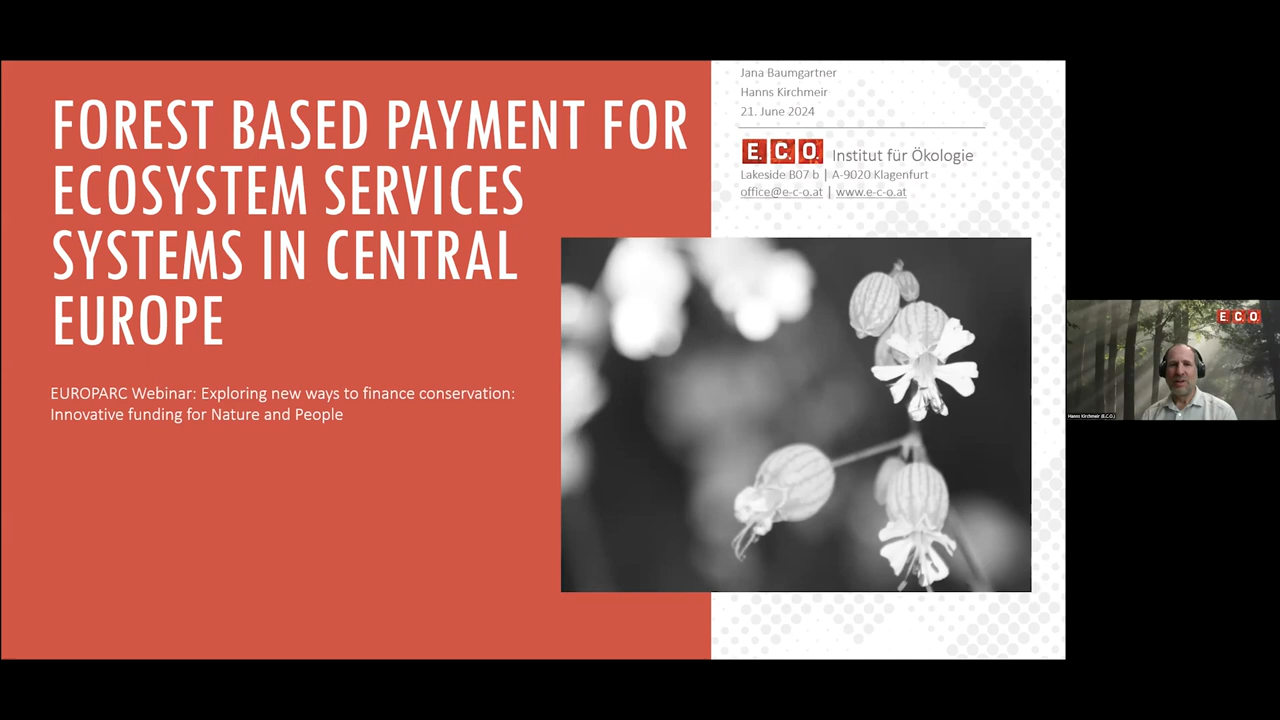 FOREST BASED PAYMENT FOR
ECOSYSTEM SERVICES
SYSTEMS IN CENTRAL
EUROPE
EUROPARC Webinar: Exploring new ways to finance conservation:
Innovative funding for Nature and People
Jana Baumgartner
Hanns Kirchmeir
21. June 2024
E.C.O. Institut für Ökologie
Lakeside B07 b | A-9020 Klagenfurt
office@e-c-o.at | www.e-c-o.at
E.C.O.
Hanns Kirchmeir (E.C.O.)